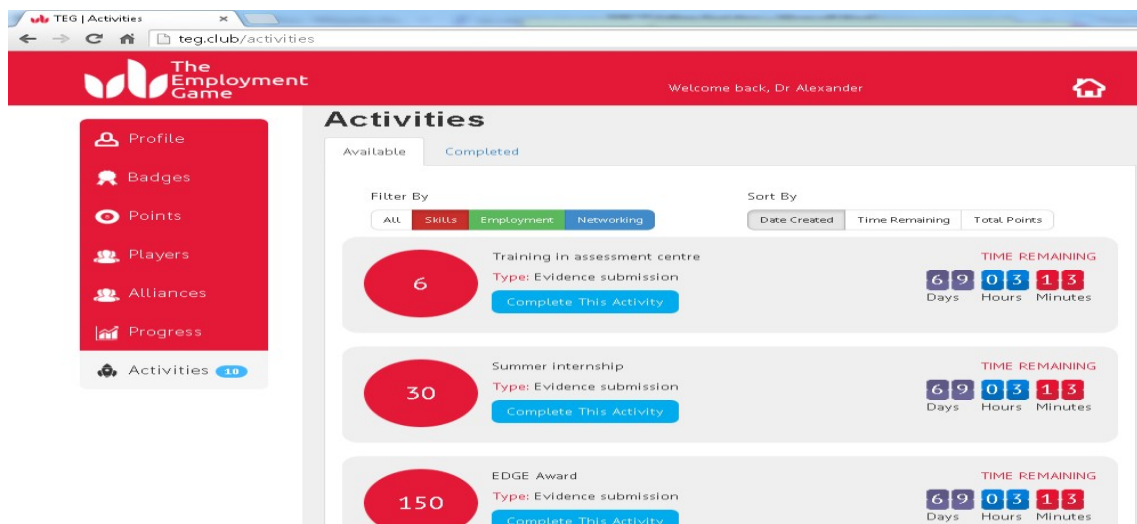 TEG | Activities
teg.club/activities
The
Employment
Game
Welcome back, Dr Alexander
Profile
Badges
Points
Players
Alliances
Progress
Activities 10
Activities
Available Completed
Filter By Sort By
All Skills Employment Networking Date Created Time Remaining Total Points
6
Training in assessment centre
Type: Evidence submission
Complete This Activity
TIME REMAINING
69 03 13
Days Hours Minutes
30
Summer internship
Type: Evidence submission
Complete This Activity
TIME REMAINING
69 03 13
Days Hours Minutes
150
EDGE Award
Type: Evidence submission
Complete This Activity
TIME REMAINING
69 03 13
Days Hours Minutes